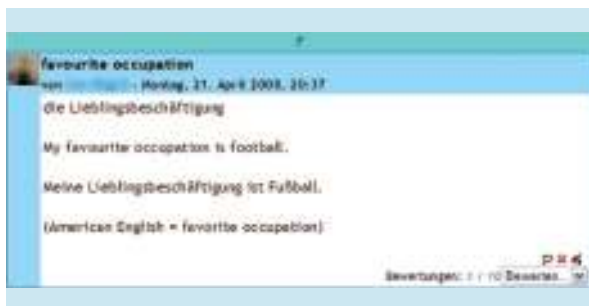 favourite occupation
von - Montag, 21. April 2008, 20:37
die Lieblingsbeschäftigung
My favourite occupation is football.
Meine Lieblingsbeschäftigung ist Fußball.
(American English = favorite occupation)
Bewertungen: / 10 Bewerten...